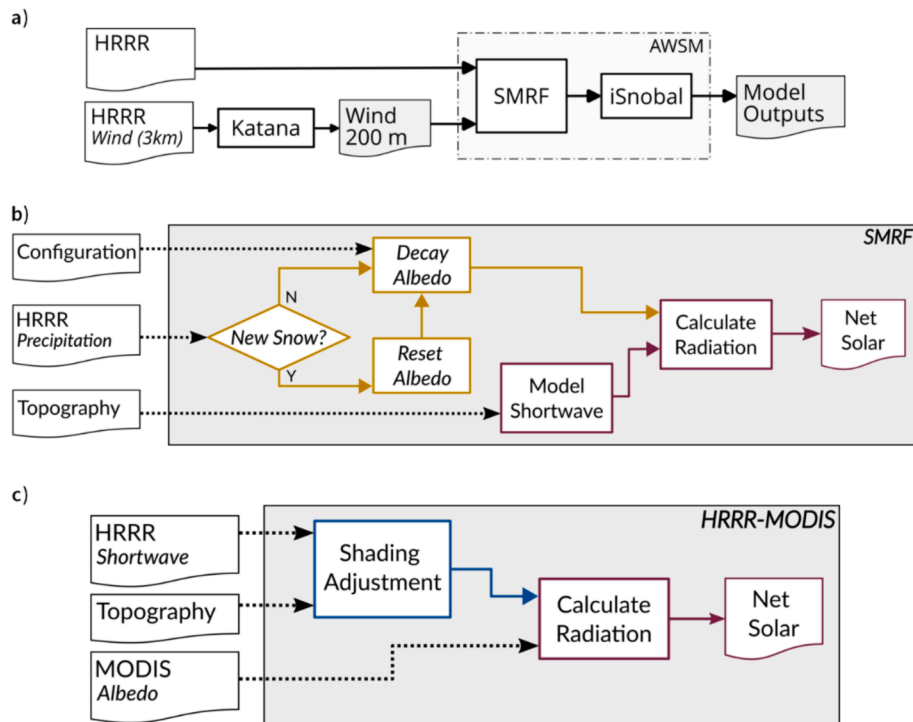 a)
HRRR
AWSM
SMRF
iSnobal
Model
Outputs
HRRR
Wind (3km)
Katana
Wind
200 m
b)
SMRF
Configuration
Decay
Albedo
N
HRRR
Precipitation
New Snow?
Calculate
Radiation
Net
Solar
Reset
Albedo
Y
Model
Shortwave
Topography
c)
HRRR-MODIS
HRRR
Shortwave
Shading
Adjustment
Topography
Calculate
Radiation
Net
Solar
MODIS
Albedo